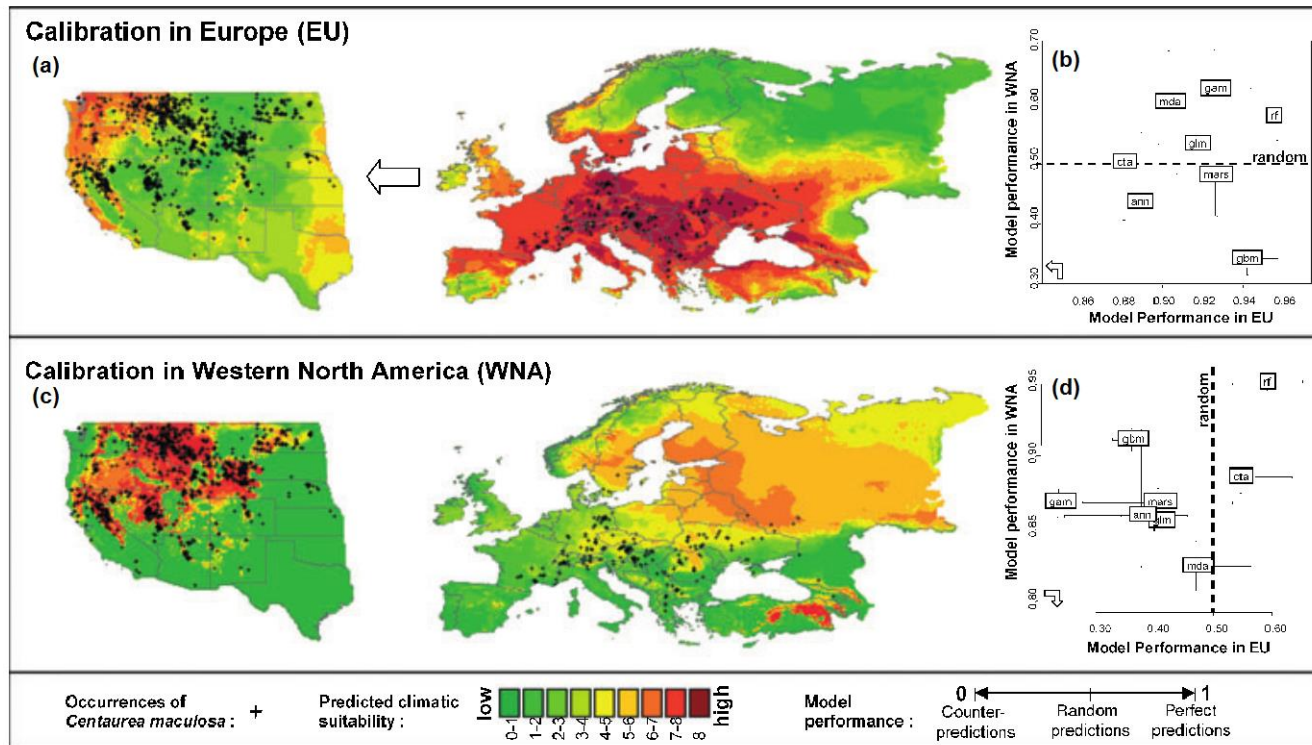 Calibration in Europe (EU)
(a)
(b)
Model performance in WNA
0.70
0.60
0.50
0.40
0.30
gam
mda
rf
glm
cta
random
mars
ann
gbm
0.86 0.88 0.90 0.92 0.94 0.96
Model Performance in EU
Calibration in Western North America (WNA)
(c)
(d)
Model performance in WNA
0.95
0.90
0.85
0.80
random
rf
gbm
cta
gam
mars
ann
glm
mda
0.30 0.40 0.50 0.60
Model Performance in EU
Occurrences of
Centaurea maculosa : +
Predicted climatic
suitability :
low
high
0-1 1-2 2-3 3-4 4-5 5-6 6-7 7-8 8
Model
performance :
0 1
Counter-
predictions
Random
predictions
Perfect
predictions